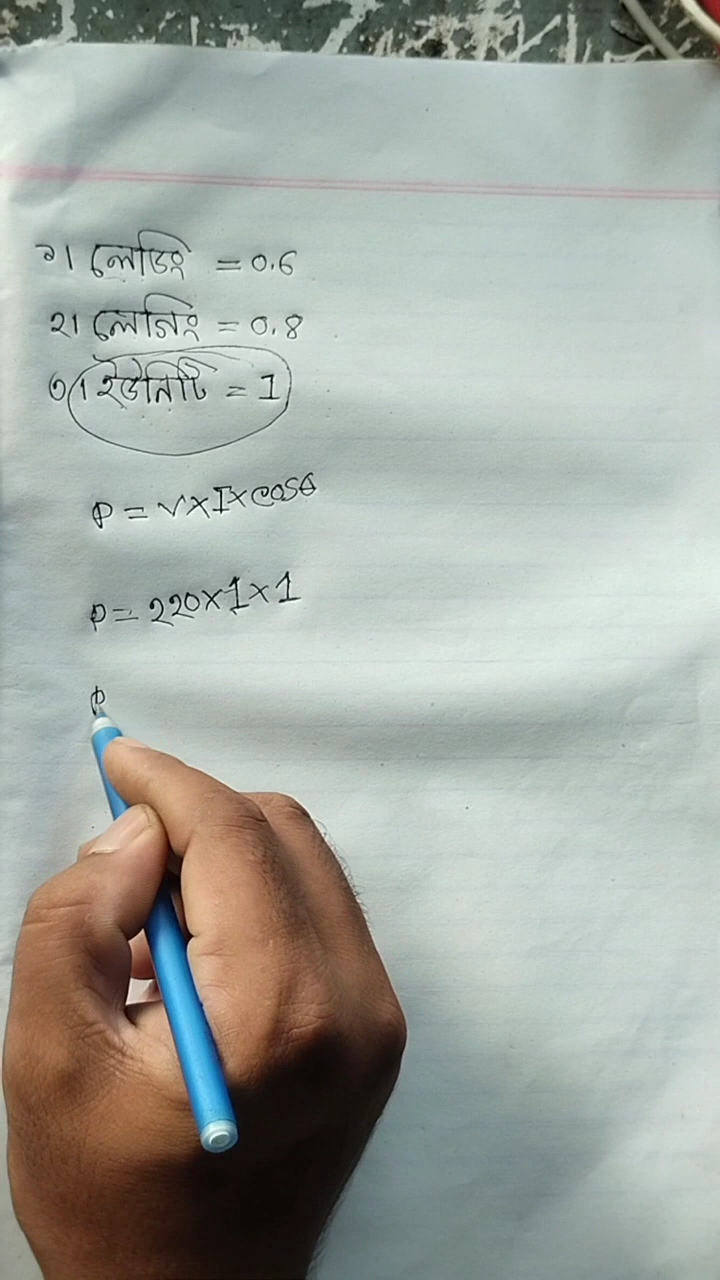 ১। লেডিং = 0.6
২। লেগিং = 0.8
৩। ইউনিটি = 1
P = V×I×cosθ
P = 220×1×1
P